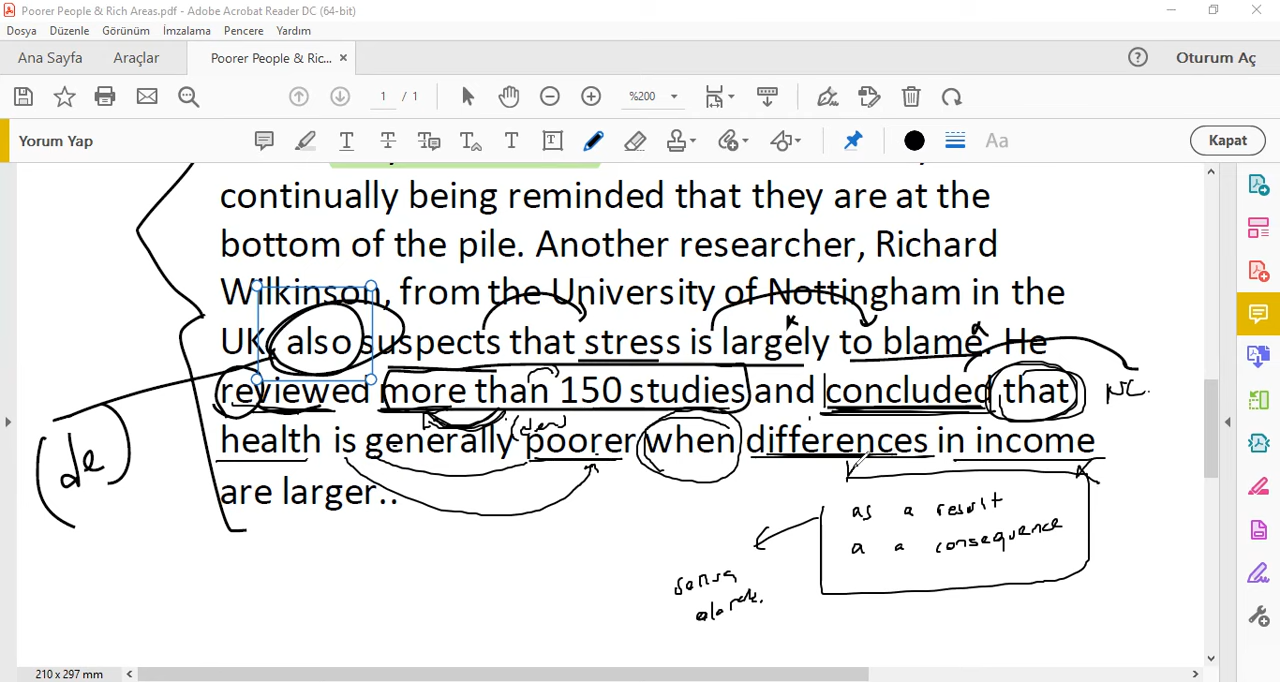 Poorer People & Rich Areas.pdf - Adobe Acrobat Reader DC (64-bit)
Dosya Düzenle Görünüm İmzalama Pencere Yardım
Ana Sayfa Araçlar Poorer People & Ric... × Oturum Aç
1 / 1 %200
Yorum Yap Aa Kapat
continually being reminded that they are at the
bottom of the pile. Another researcher, Richard
Wilkinson, from the University of Nottingham in the
UK, also suspects that stress is largely to blame. He
reviewed more than 150 studies and concluded that NC.
(den)
health is generally poorer when differences in income
(de)
are larger..
as a result
a a consequence
sonuç
olarak.
210 x 297 mm